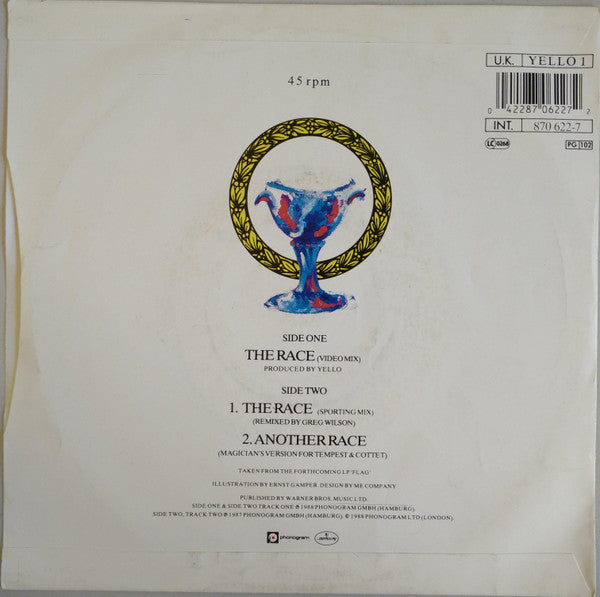 45 rpm
U.K. YELLO 1
0 42287 06227 2
INT. 870 622-7
LC 0268 PG 102
SIDE ONE
THE RACE (VIDEO MIX)
PRODUCED BY YELLO
SIDE TWO
1. THE RACE (SPORTING MIX)
(REMIXED BY GREG WILSON)
2. ANOTHER RACE
(MAGICIAN'S VERSION FOR TEMPEST & COTTET)
TAKEN FROM THE FORTHCOMING LP 'FLAG'
ILLUSTRATION BY ERNST GAMPER. DESIGN BY ME COMPANY
PUBLISHED BY WARNER BROS. MUSIC LTD.
SIDE ONE & SIDE TWO TRACK ONE ℗ 1988 PHONOGRAM GMBH (HAMBURG).
SIDE TWO, TRACK TWO ℗ 1987 PHONOGRAM GMBH (HAMBURG). © 1988 PHONOGRAM LTD (LONDON).
phonogram